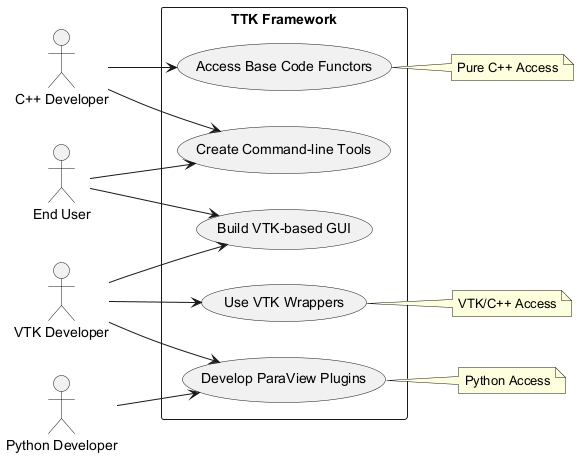 TTK Framework
C++ Developer
Access Base Code Functors
Pure C++ Access
Create Command-line Tools
End User
Build VTK-based GUI
VTK Developer
Use VTK Wrappers
VTK/C++ Access
Develop ParaView Plugins
Python Access
Python Developer